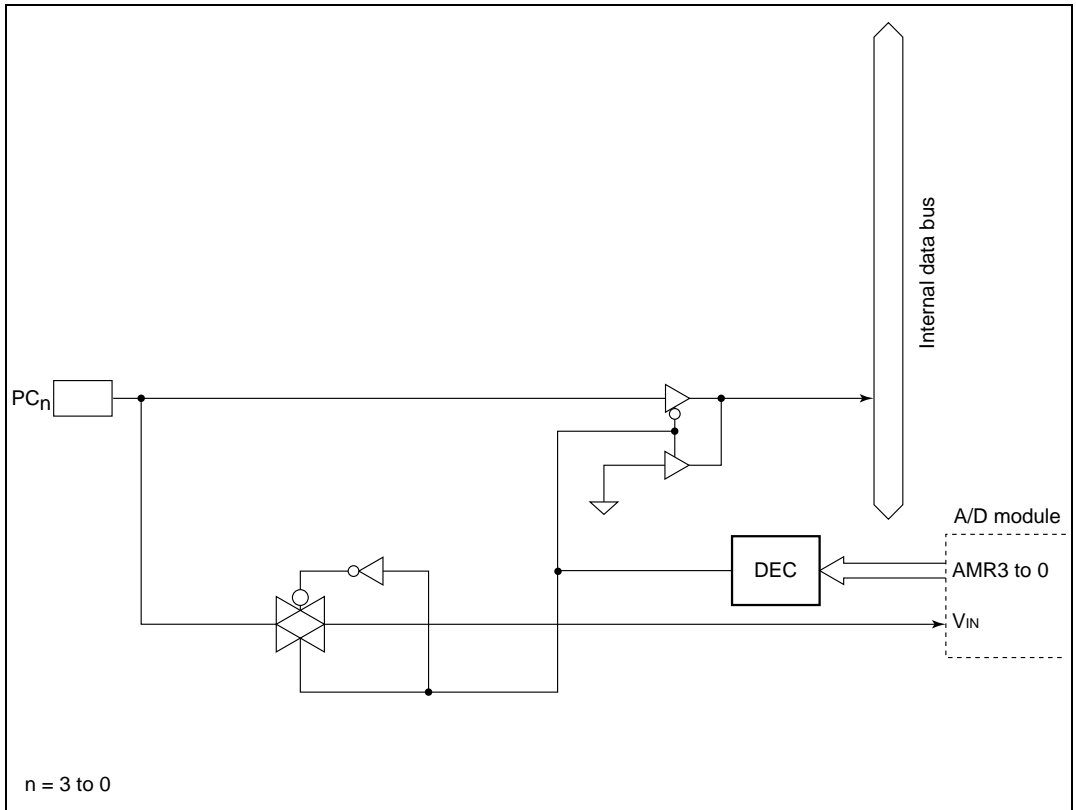 Internal data bus
PCn
A/D module
DEC
AMR3 to 0
VIN
n = 3 to 0